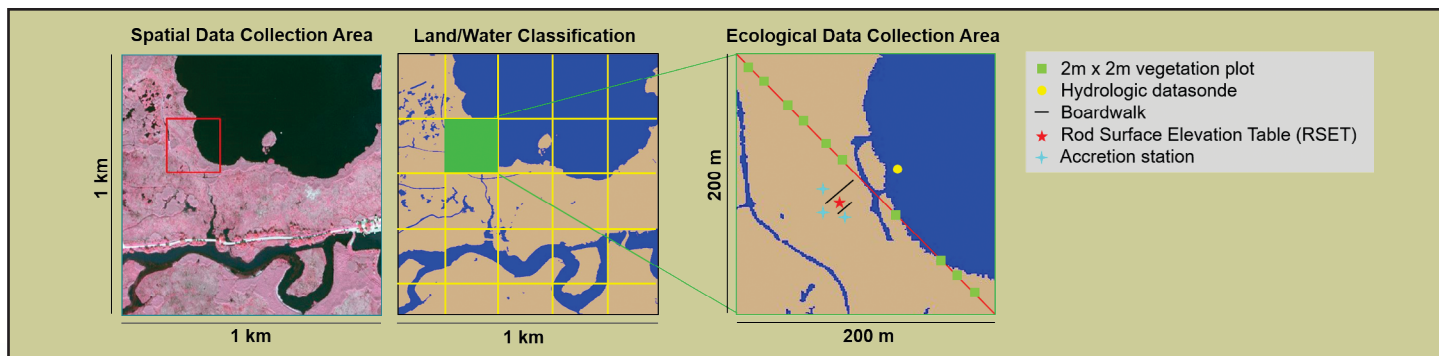 Spatial Data Collection Area
Land/Water Classification
Ecological Data Collection Area
1 km
200 m
2m x 2m vegetation plot
Hydrologic datasonde
Boardwalk
Rod Surface Elevation Table (RSET)
Accretion station
1 km
1 km
200 m